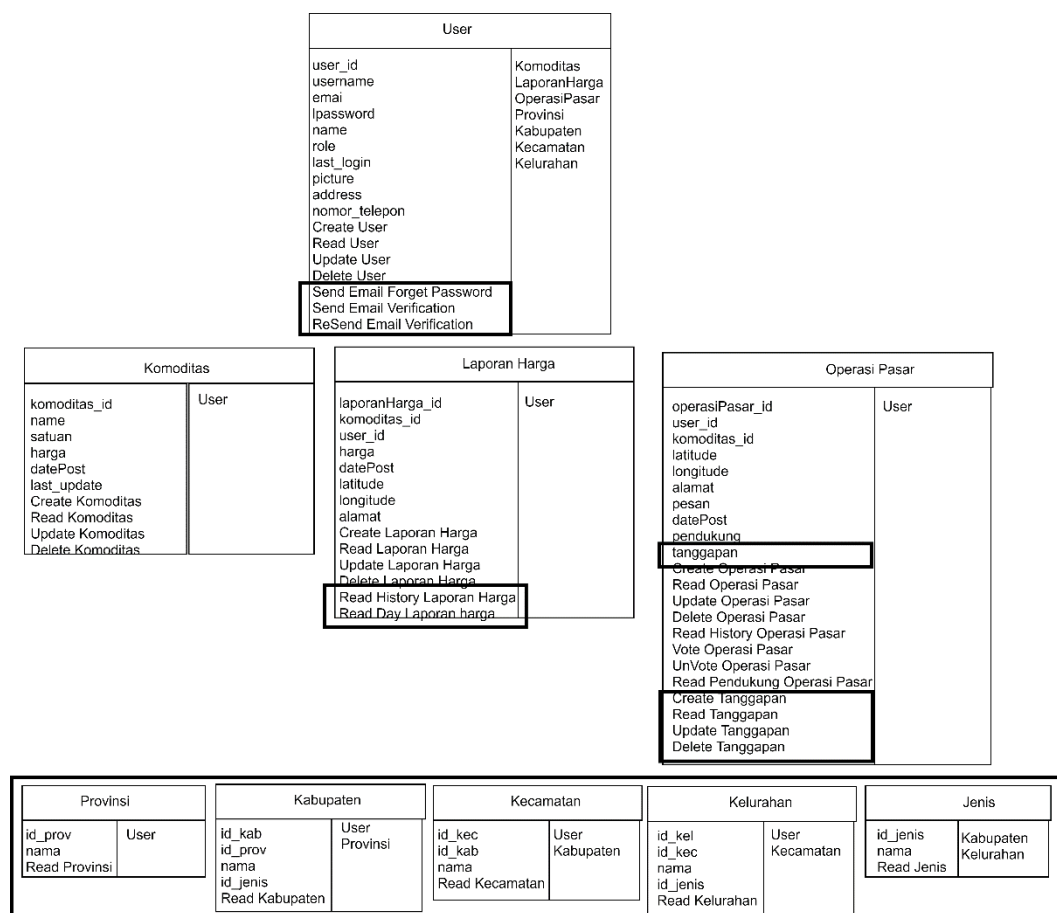 User
user_id
username
emai
lpassword
name
role
last_login
picture
address
nomor_telepon
Create User
Read User
Update User
Delete User
Send Email Forget Password
Send Email Verification
ReSend Email Verification
Komoditas
LaporanHarga
OperasiPasar
Provinsi
Kabupaten
Kecamatan
Kelurahan
Komoditas
komoditas_id
name
satuan
harga
datePost
last_update
Create Komoditas
Read Komoditas
Update Komoditas
Delete Komoditas
User
Laporan Harga
laporanHarga_id
komoditas_id
user_id
harga
datePost
latitude
longitude
alamat
Create Laporan Harga
Read Laporan Harga
Update Laporan Harga
Delete Laporan Harga
Read History Laporan Harga
Read Day Laporan harga
User
Operasi Pasar
operasiPasar_id
user_id
komoditas_id
latitude
longitude
alamat
pesan
datePost
pendukung
tanggapan
Create Operasi Pasar
Read Operasi Pasar
Update Operasi Pasar
Delete Operasi Pasar
Read History Operasi Pasar
Vote Operasi Pasar
UnVote Operasi Pasar
Read Pendukung Operasi Pasar
Create Tanggapan
Read Tanggapan
Update Tanggapan
Delete Tanggapan
User
Provinsi
id_prov
nama
Read Provinsi
User
Kabupaten
id_kab
id_prov
nama
id_jenis
Read Kabupaten
User
Provinsi
Kecamatan
id_kec
id_kab
nama
Read Kecamatan
User
Kabupaten
Kelurahan
id_kel
id_kec
nama
id_jenis
Read Kelurahan
User
Kecamatan
Jenis
id_jenis
nama
Read Jenis
Kabupaten
Kelurahan